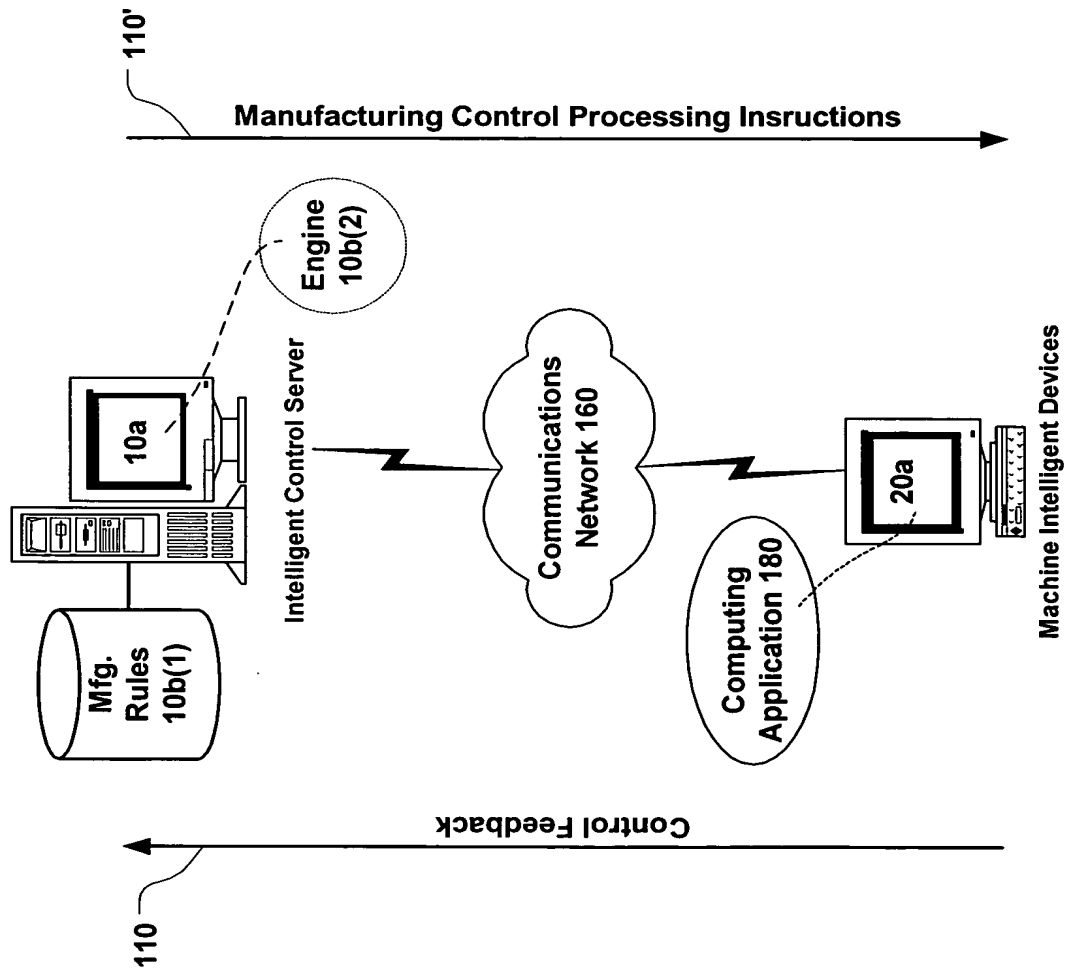 110'
Manufacturing Control Processing Insructions
Engine
10b(2)
10a
Intelligent Control Server
Mfg.
Rules
10b(1)
Communications
Network 160
Computing
Application 180
20a
Machine Intelligent Devices
Control Feedback
110